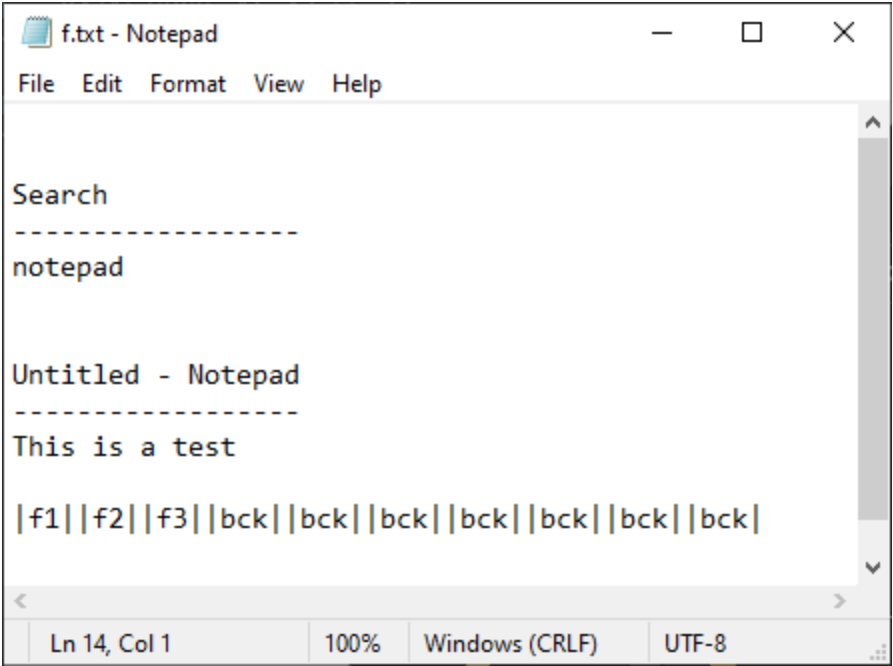 f.txt - Notepad
File Edit Format View Help
Search
------------------
notepad
Untitled - Notepad
------------------
This is a test
|f1||f2||f3||bck||bck||bck||bck||bck||bck||bck|
Ln 14, Col 1 100% Windows (CRLF) UTF-8